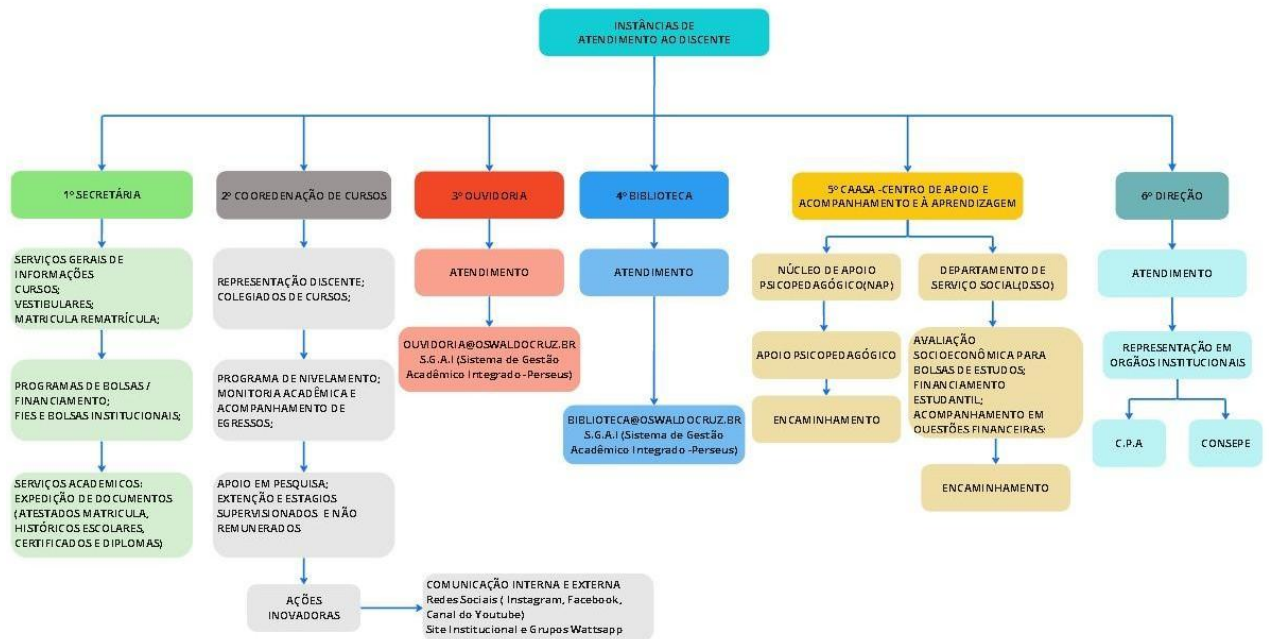 INSTÂNCIAS DE
ATENDIMENTO AO DISCENTE
1º SECRETÁRIA
SERVIÇOS GERAIS DE
INFORMAÇÕES
CURSOS;
VESTIBULARES;
MATRICULA REMATRÍCULA;
PROGRAMAS DE BOLSAS /
FINANCIAMENTO;
FIES E BOLSAS INSTITUCIONAIS;
SERVIÇOS ACADEMICOS:
EXPEDIÇÃO DE DOCUMENTOS
(ATESTADOS MATRICULA,
HISTÓRICOS ESCOLARES,
CERTIFICADOS E DIPLOMAS)
2º COOREDENAÇÃO DE CURSOS
REPRESENTAÇÃO DISCENTE;
COLEGIADOS DE CURSOS;
PROGRAMA DE NIVELAMENTO;
MONITORIA ACADÊMICA E
ACOMPANHAMENTO DE
EGRESSOS;
APOIO EM PESQUISA;
EXTENÇÃO E ESTAGIOS
SUPERVISIONADOS E NÃO
REMUNERADOS
AÇÕES
INOVADORAS
COMUNICAÇÃO INTERNA E EXTERNA
Redes Sociais ( Instagram, Facebook,
Canal do Youtube)
Site Institucional e Grupos Wattsapp
3º OUVIDORIA
ATENDIMENTO
OUVIDORIA@OSWALDOCRUZ.BR
S.G.A.I (Sistema de Gestão
Acadêmico Integrado -Perseus)
4º BIBLIOTECA
ATENDIMENTO
BIBLIOTECA@OSWALDOCRUZ.BR
S.G.A.I (Sistema de Gestão
Acadêmico Integrado -Perseus)
5º CAASA -CENTRO DE APOIO E
ACOMPANHAMENTO E À APRENDIZAGEM
NÚCLEO DE APOIO
PSICOPEDAGÓGICO(NAP)
APOIO PSICOPEDAGÓGICO
ENCAMINHAMENTO
DEPARTAMENTO DE
SERVIÇO SOCIAL(DSSO)
AVALIAÇÃO
SOCIOECONÔMICA PARA
BOLSAS DE ESTUDOS;
FINANCIAMENTO
ESTUDANTIL;
ACOMPANHAMENTO EM
QUESTÕES FINANCEIRAS;
ENCAMINHAMENTO
6º DIREÇÃO
ATENDIMENTO
REPRESENTAÇÃO EM
ORGÃOS INSTITUCIONAIS
C.P.A
CONSEPE